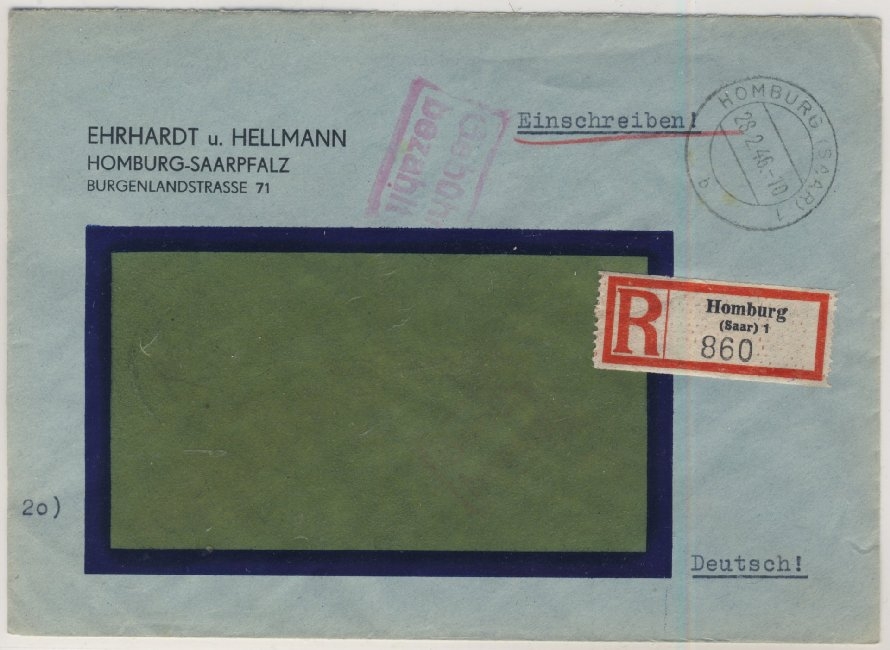 EHRHARDT u. HELLMANN
HOMBURG-SAARPFALZ
BURGENLANDSTRASSE 71
Gebühr
bezahlt
Einschreiben!
HOMBURG (SAAR) 1
28.2.46.-10
b
R
Homburg
(Saar) 1
860
2o)
Deutsch!